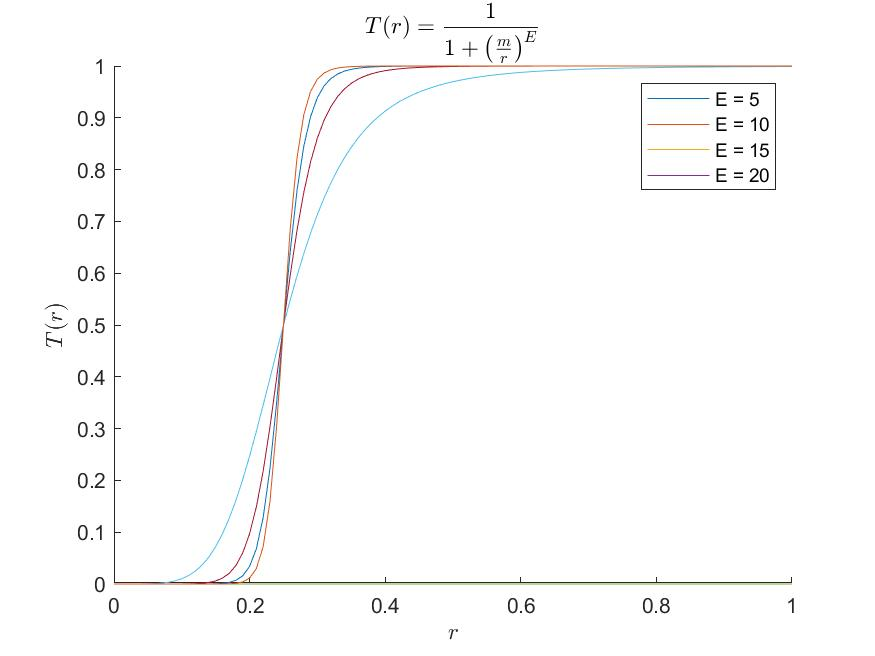 T(r) = 1 / (1 + (m/r)^E)
T(r)
1
0.9
0.8
0.7
0.6
0.5
0.4
0.3
0.2
0.1
0
E = 5
E = 10
E = 15
E = 20
0 0.2 0.4 0.6 0.8 1
r